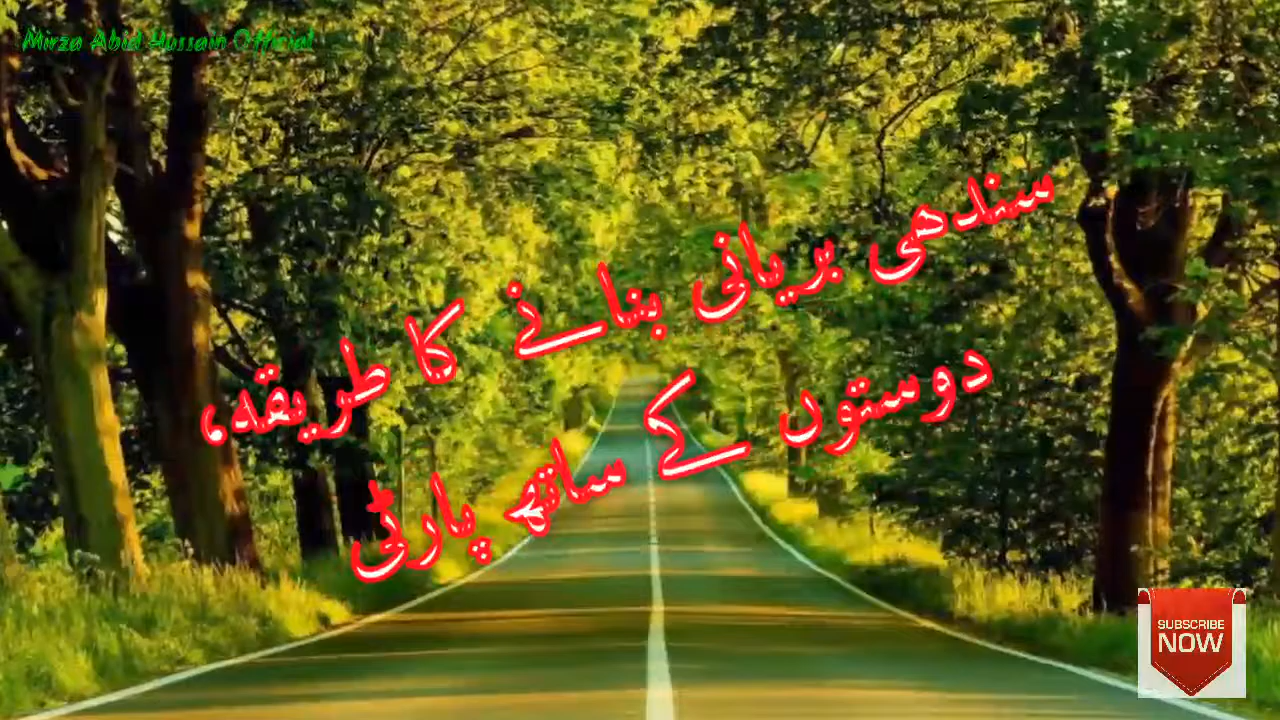 Mirza Abid Hussain Official
سندھی بریانی بنانے کا طریقہ،
دوستوں کے ساتھ پارٹی
SUBSCRIBE
NOW